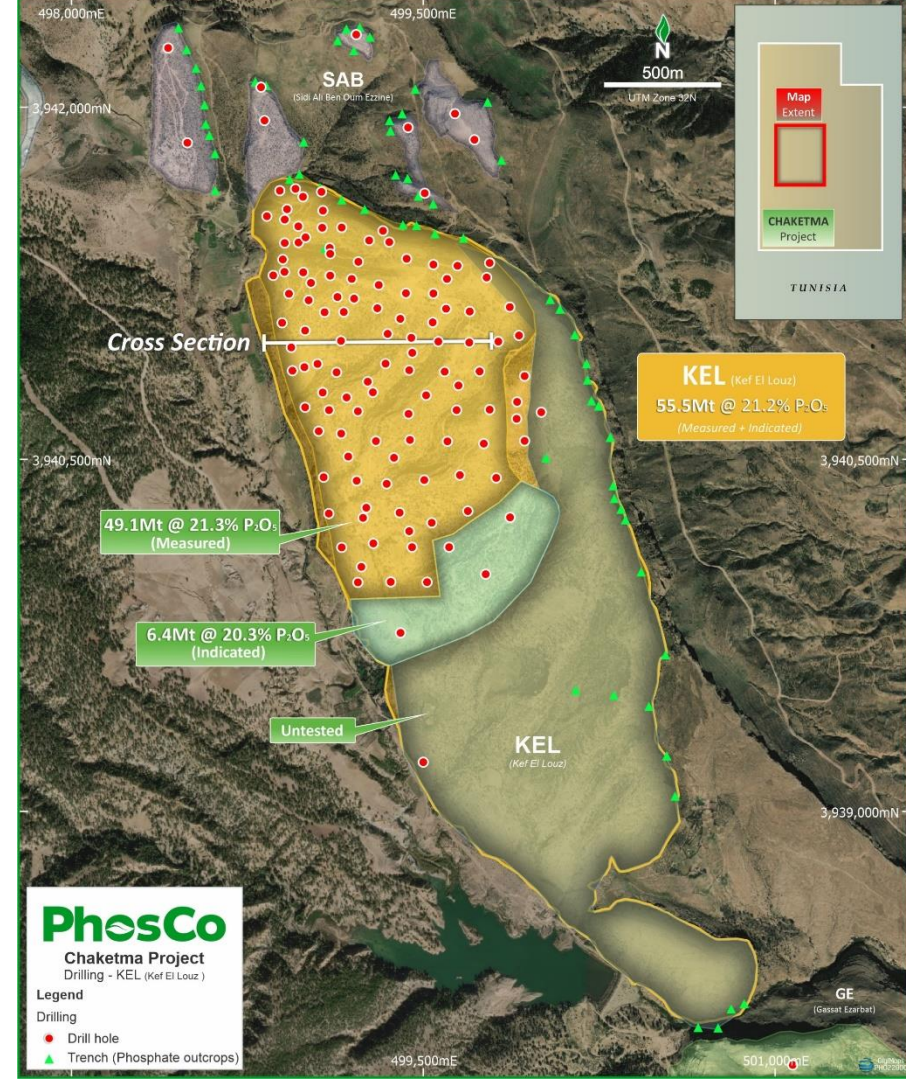 498,000mE
499,500mE
SAB
(Sidi Ali Ben Oum Ezzine)
N
500m
UTM Zone 32N
Map
Extent
CHAKETMA
Project
TUNISIA
3,942,000mN
Cross Section
KEL (Kef El Louz)
55.5Mt @ 21.2% P₂O₅
(Measured + Indicated)
3,940,500mN
3,940,500mN
49.1Mt @ 21.3% P₂O₅
(Measured)
6.4Mt @ 20.3% P₂O₅
(Indicated)
Untested
KEL
(Kef El Louz)
3,939,000mN
PhosCo
Chaketma Project
Drilling - KEL (Kef El Louz )
Legend
Drilling
Drill hole
Trench (Phosphate outcrops)
GE
(Gassat Ezarbat)
499,500mE
501,000mE